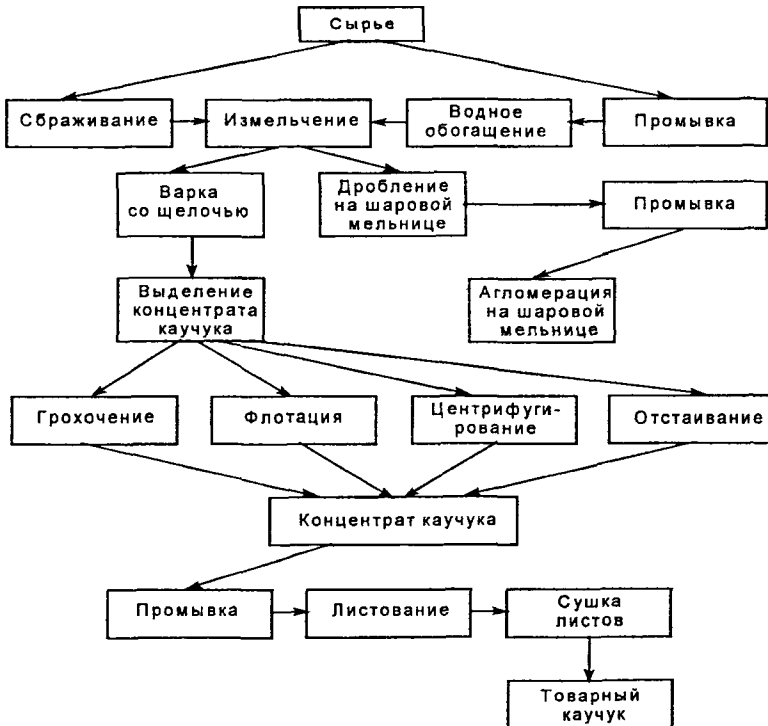 Сырье
Сбраживание
Измельчение
Водное
обогащение
Промывка
Варка
со щелочью
Дробление
на шаровой
мельнице
Промывка
Выделение
концентрата
каучука
Агломерация
на шаровой
мельнице
Грохочение
Флотация
Центрифуги-
рование
Отстаивание
Концентрат каучука
Промывка
Листование
Сушка
листов
Товарный
каучук